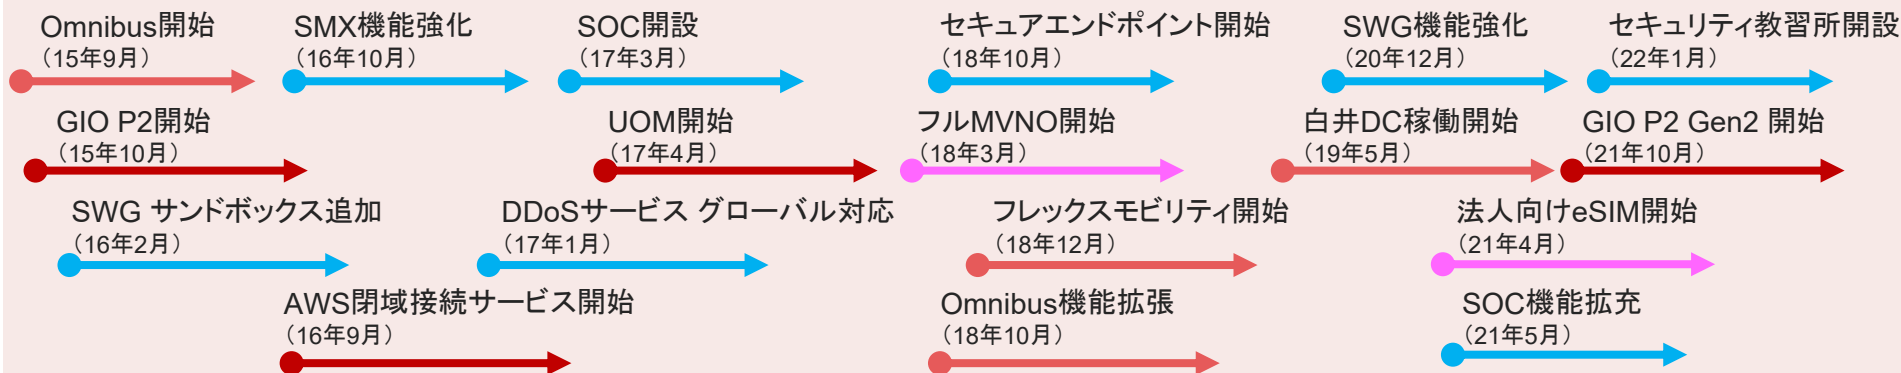 Omnibus開始
（15年9月）
SMX機能強化
（16年10月）
SOC開設
（17年3月）
セキュアエンドポイント開始
（18年10月）
SWG機能強化
（20年12月）
セキュリティ教習所開設
（22年1月）
GIO P2開始
（15年10月）
UOM開始
（17年4月）
フルMVNO開始
（18年3月）
白井DC稼働開始
（19年5月）
GIO P2 Gen2 開始
（21年10月）
SWG サンドボックス追加
（16年2月）
DDoSサービス グローバル対応
（17年1月）
フレックスモビリティ開始
（18年12月）
法人向けeSIM開始
（21年4月）
AWS閉域接続サービス開始
（16年9月）
Omnibus機能拡張
（18年10月）
SOC機能拡充
（21年5月）